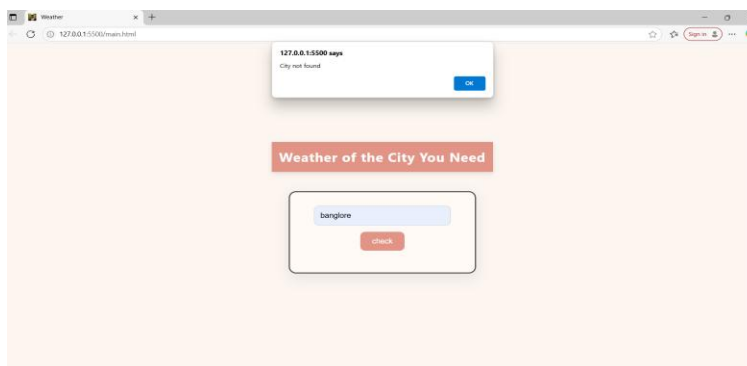 Weather
127.0.0.1:5500/main.html
Sign in
127.0.0.1:5500 says
City not found
OK
Weather of the City You Need
banglore
check